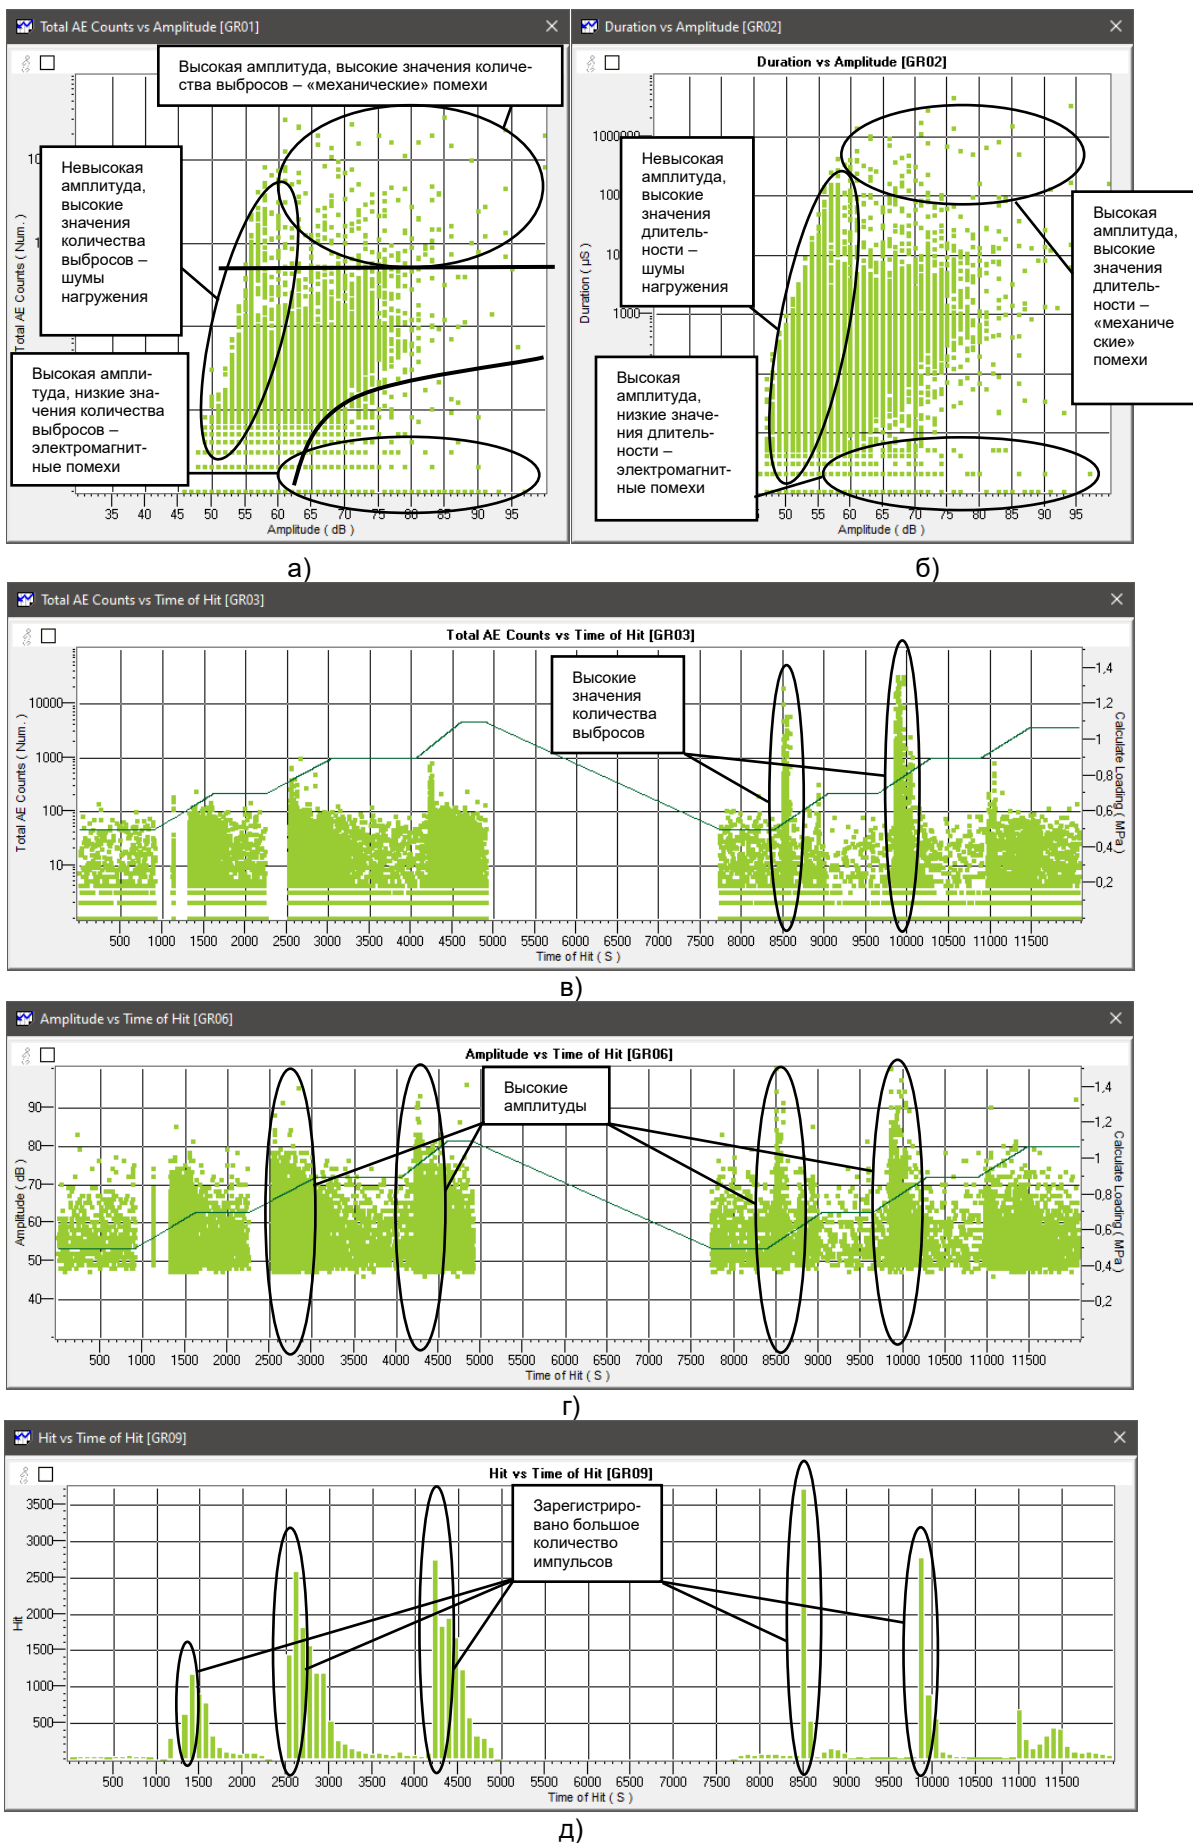 Total AE Counts vs Amplitude [GR01]
Высокая амплитуда, высокие значения количе-
ства выбросов – «механические» помехи
Невысокая
амплитуда,
высокие
значения
количества
выбросов –
шумы
нагружения
Высокая ампли-
туда, низкие зна-
чения количества
выбросов –
электромагнит-
ные помехи
Total AE Counts ( Num. )
35 40 45 50 55 60 65 70 75 80 85 90 95
Amplitude ( dB )
а)
Duration vs Amplitude [GR02]
Duration vs Amplitude [GR02]
Невысокая
амплитуда,
высокие
значения
длитель-
ности –
шумы
нагружения
Высокая
амплитуда,
низкие значе-
ния длитель-
ности –
электромагнит-
ные помехи
Высокая
амплитуда,
высокие
значения
длитель-
ности –
«механиче
ские»
помехи
Duration ( µS )
1000000
1000
50 55 60 65 70 75 80 85 90 95
Amplitude ( dB )
б)
Total AE Counts vs Time of Hit [GR03]
Total AE Counts vs Time of Hit [GR03]
Высокие
значения
количества
выбросов
Total AE Counts ( Num. )
10000
1000
100
10
1,4
1,2
1
0,8
0,6
0,4
0,2
Calculate Loading ( MPa )
500 1000 1500 2000 2500 3000 3500 4000 4500 5000 5500 6000 6500 7000 7500 8000 8500 9000 9500 10000 10500 11000 11500
Time of Hit ( S )
в)
Amplitude vs Time of Hit [GR06]
Amplitude vs Time of Hit [GR06]
Высокие
амплитуды
Amplitude ( dB )
90
80
70
60
50
40
1,4
1,2
1
0,8
0,6
0,4
0,2
Calculate Loading ( MPa )
500 1000 1500 2000 2500 3000 3500 4000 4500 5000 5500 6000 6500 7000 7500 8000 8500 9000 9500 10000 10500 11000 11500
Time of Hit ( S )
г)
Hit vs Time of Hit [GR09]
Hit vs Time of Hit [GR09]
Зарегистриро-
вано большое
количество
импульсов
Hit
3500
3000
2500
2000
1500
1000
500
500 1000 1500 2000 2500 3000 3500 4000 4500 5000 5500 6000 6500 7000 7500 8000 8500 9000 9500 10000 10500 11000 11500
Time of Hit ( S )
д)